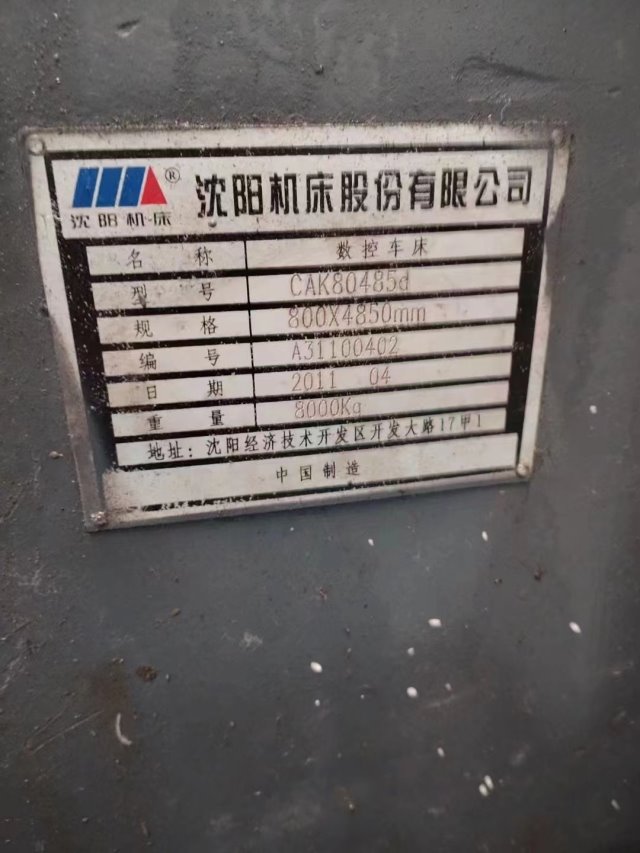 ® 沈阳机床股份有限公司
沈阳机床
名 称 数控车床
型 号 CAK80485d
规 格 800X4850mm
编 号 A31100402
日 期 2011 04
重 量 8000Kg
地址: 沈阳经济技术开发区开发大路17甲1
中国制造